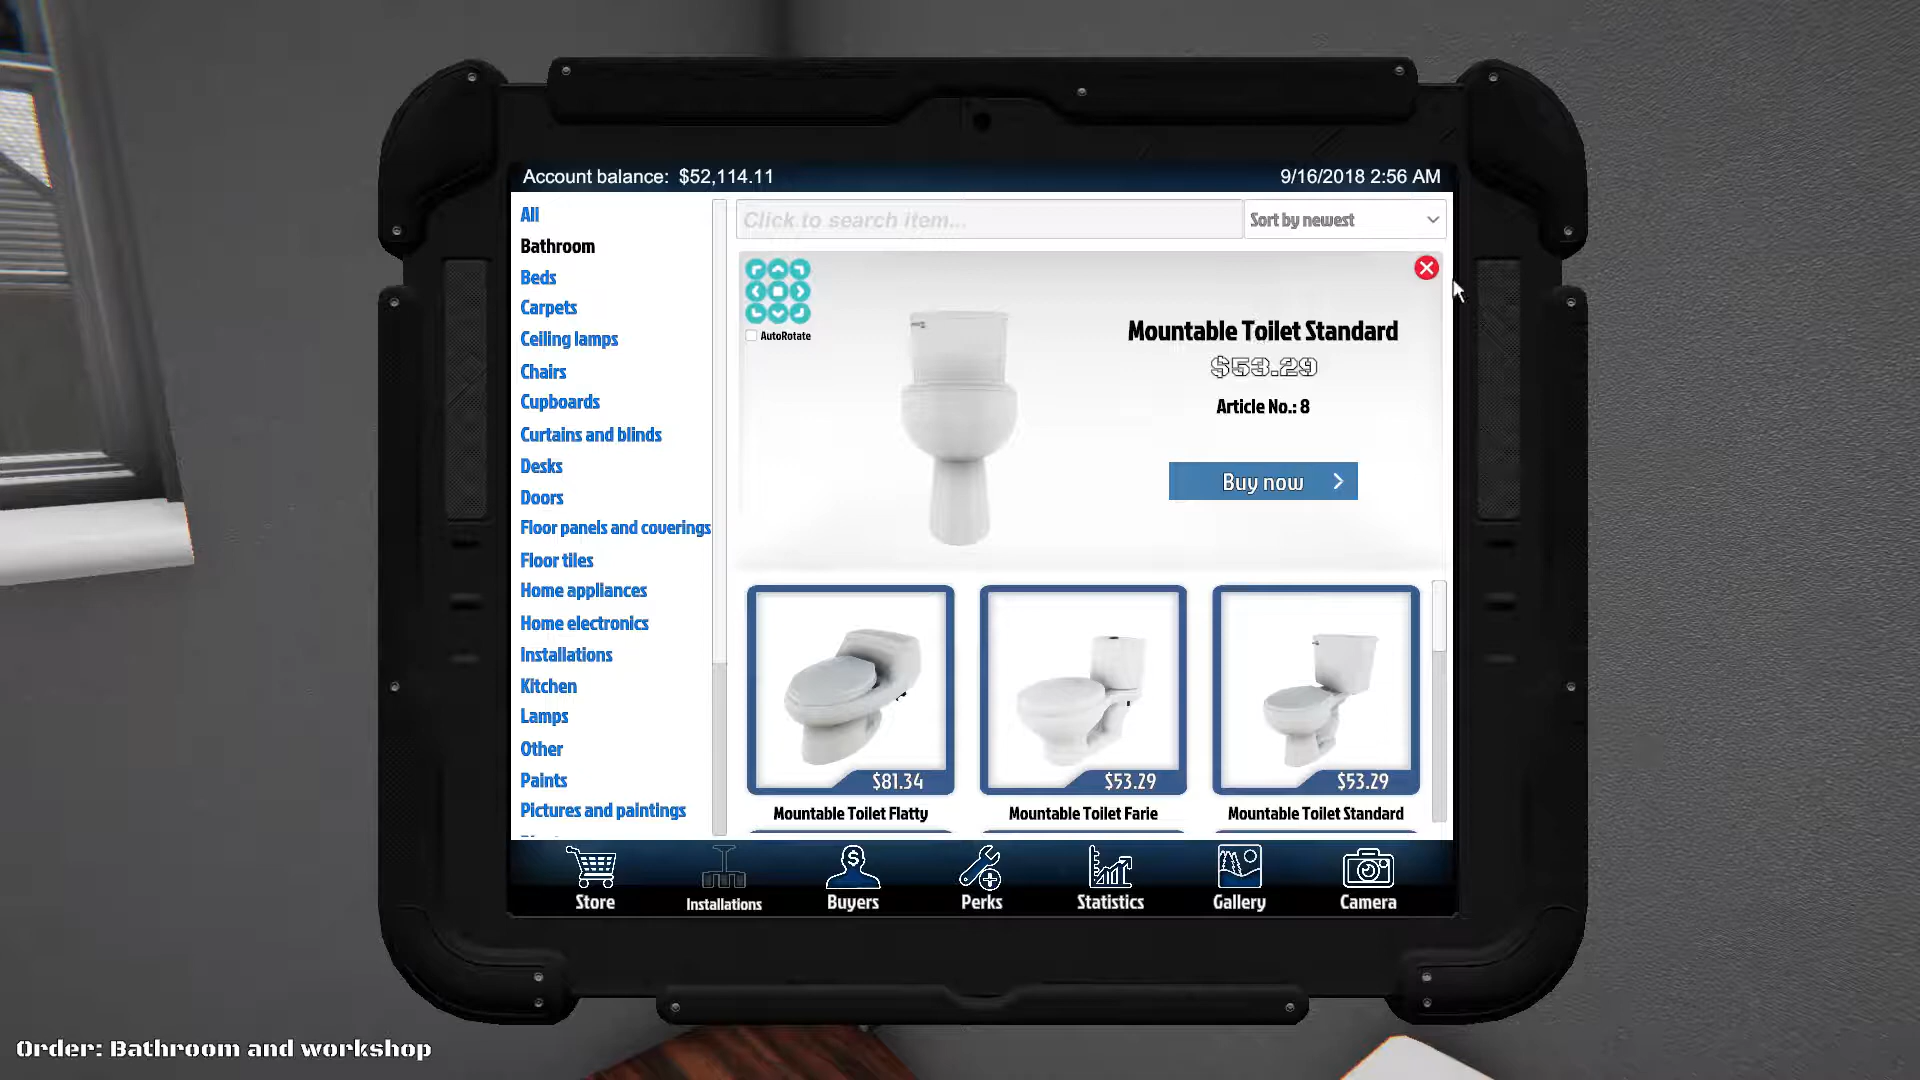 Account balance: $52,114.11
9/16/2018 2:56 AM
All
Bathroom
Beds
Carpets
Ceiling lamps
Chairs
Cupboards
Curtains and blinds
Desks
Doors
Floor panels and coverings
Floor tiles
Home appliances
Home electronics
Installations
Kitchen
Lamps
Other
Paints
Pictures and paintings
Click to search item...
Sort by newest
AutoRotate
Mountable Toilet Standard
$53.29
Article No.: 8
Buy now
$81.34
Mountable Toilet Flatty
$53.29
Mountable Toilet Farie
$53.29
Mountable Toilet Standard
Store
Installations
Buyers
Perks
Statistics
Gallery
Camera
Order: Bathroom and workshop